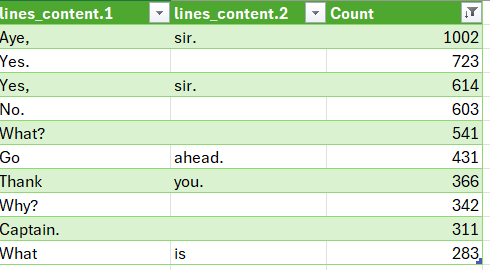 lines_content.1 lines_content.2 Count
Aye, sir. 1002
Yes. 723
Yes, sir. 614
No. 603
What? 541
Go ahead. 431
Thank you. 366
Why? 342
Captain. 311
What is 283